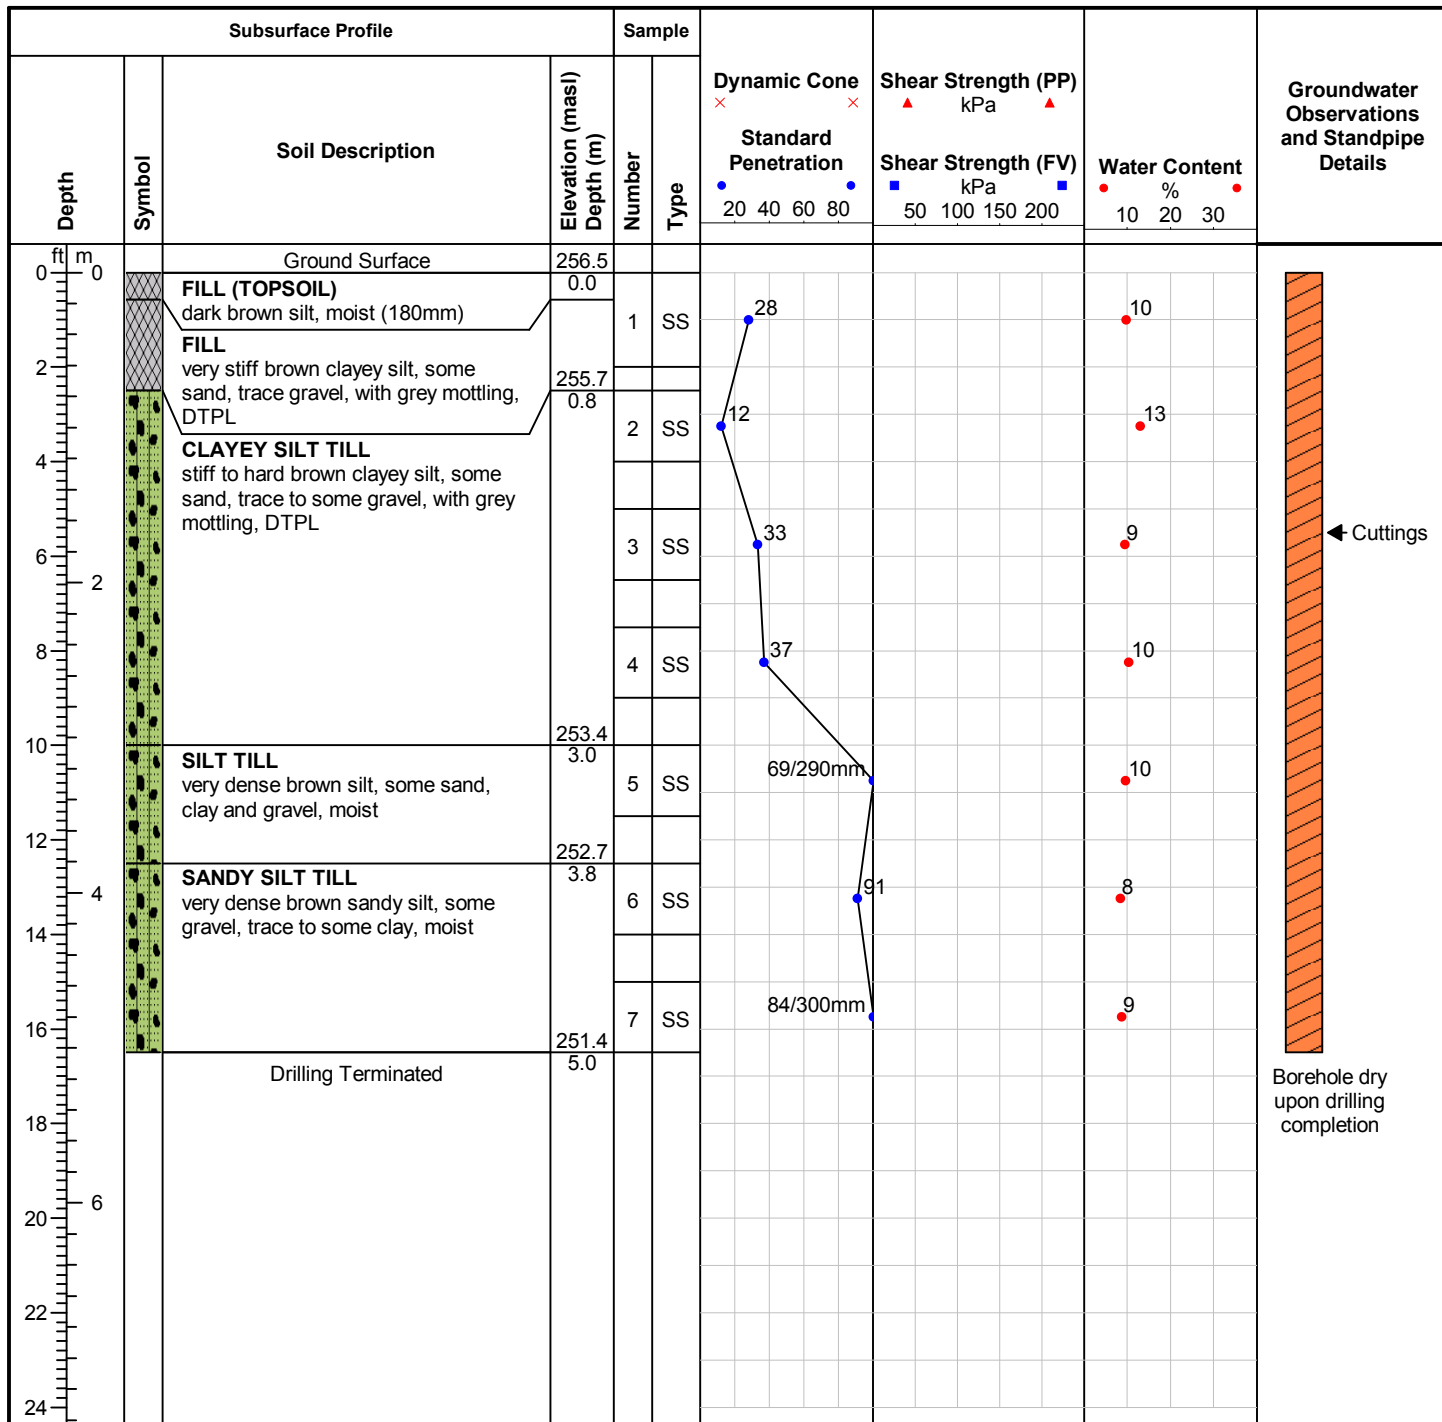 Subsurface Profile
Sample
Depth
Symbol
Soil Description
Elevation (masl)
Depth (m)
Number
Type
Dynamic Cone
Standard
Penetration
20 40 60 80
Shear Strength (PP)
kPa
Shear Strength (FV)
kPa
50 100 150 200
Water Content
%
10 20 30
Groundwater
Observations
and Standpipe
Details
ft m
Ground Surface
256.5
0 0
0.0
FILL (TOPSOIL)
dark brown silt, moist (180mm)
1 SS
28
10
FILL
very stiff brown clayey silt, some
sand, trace gravel, with grey mottling,
DTPL
2
255.7
0.8
2 SS
12
13
CLAYEY SILT TILL
stiff to hard brown clayey silt, some
sand, trace to some gravel, with grey
mottling, DTPL
4
3 SS
33
9
Cuttings
6
2
8
4 SS
37
10
253.4
10
3.0
SILT TILL
very dense brown silt, some sand,
clay and gravel, moist
5 SS
69/290mm
10
12
252.7
3.8
SANDY SILT TILL
very dense brown sandy silt, some
gravel, trace to some clay, moist
4
6 SS
91
8
14
7 SS
84/300mm
9
16
251.4
5.0
Drilling Terminated
Borehole dry
upon drilling
completion
18
6
20
22
24